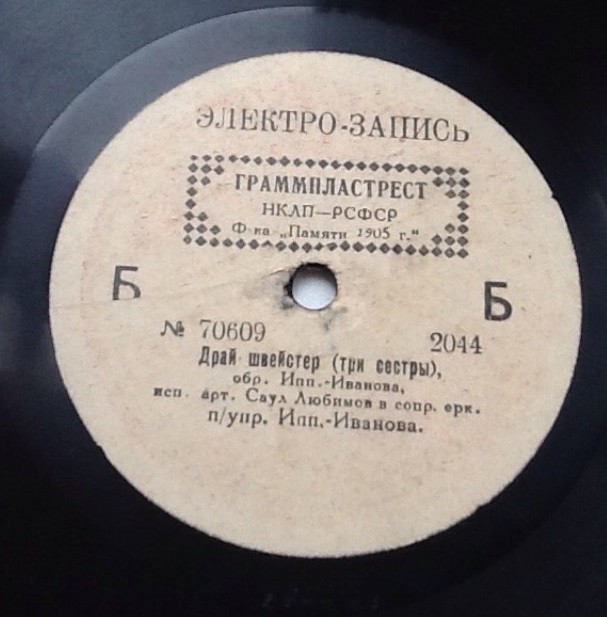 ЭЛЕКТРО-ЗАПИСЬ
ГРАММПЛАСТРЕСТ
НКЛП—РСФСР
Ф-ка „Памяти 1905 г.“
Б Б
№ 70609 2044
Драй швейстер (три сестры),
обр. Ипп.-Иванова,
исп. арт. Саул Любимов в сопр. орк.
п/упр. Ипп.-Иванова.